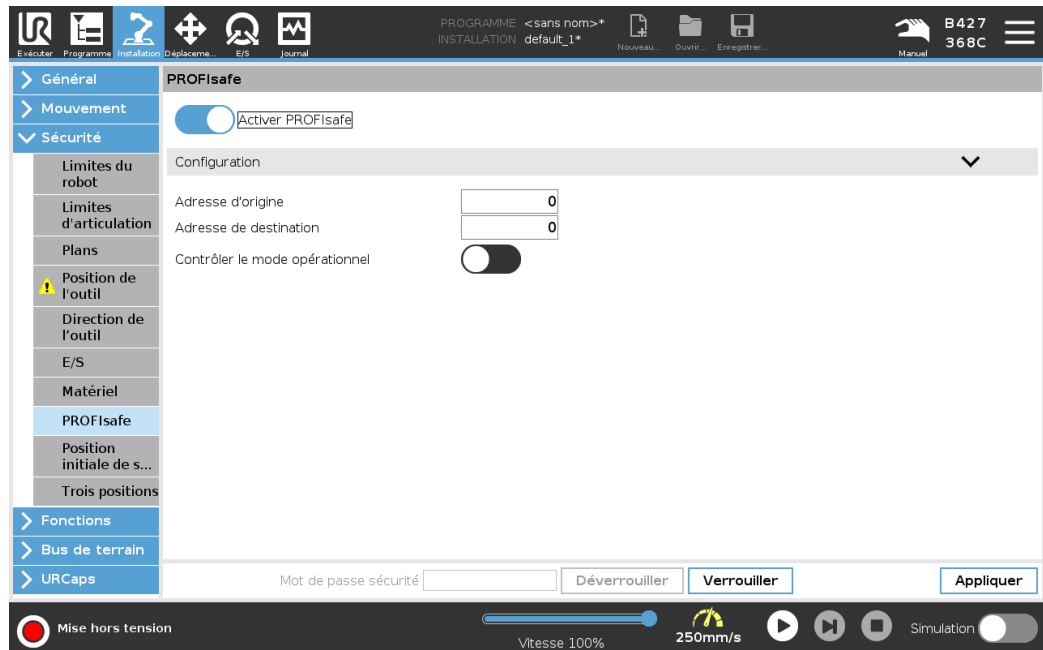 PROGRAMME <sans nom>*
INSTALLATION default_1*
B427
368C
Exécuter Programme Installation Déplaceme... E/S Journal Nouveau... Ouvrir... Enregistrer... Manuel
Général
Mouvement
Sécurité
Limites du
robot
Limites
d'articulation
Plans
Position de
l'outil
Direction de
l’outil
E/S
Matériel
PROFIsafe
Position
initiale de s...
Trois positions
Fonctions
Bus de terrain
URCaps
PROFIsafe
Activer PROFIsafe
Configuration
Adresse d'origine 0
Adresse de destination 0
Contrôler le mode opérationnel
Mot de passe sécurité Déverrouiller Verrouiller Appliquer
Mise hors tension
Vitesse 100%
250mm/s
Simulation